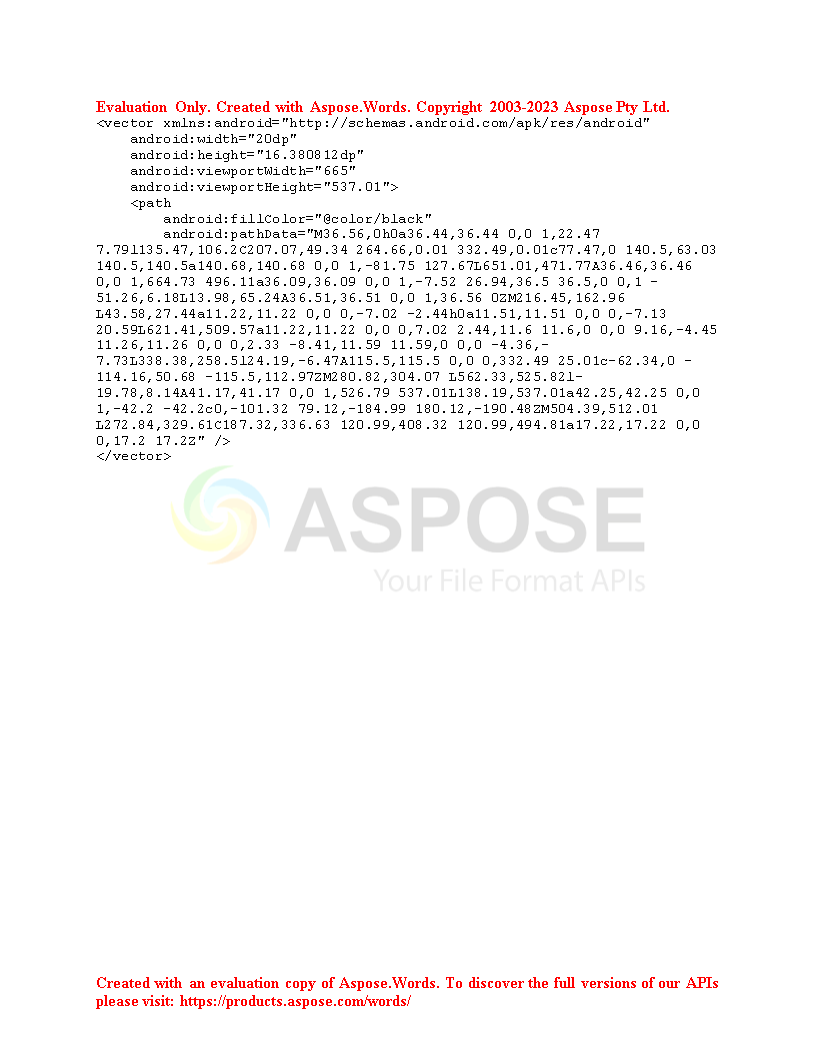 Evaluation Only. Created with Aspose.Words. Copyright 2003-2023 Aspose Pty Ltd.
<vector xmlns:android="http://schemas.android.com/apk/res/android"
    android:width="20dp"
    android:height="16.380812dp"
    android:viewportWidth="665"
    android:viewportHeight="537.01">
    <path
        android:fillColor="@color/black"
        android:pathData="M36.56,0h0a36.44,36.44 0,0 1,22.47
7.79l135.47,106.2C207.07,49.34 264.66,0.01 332.49,0.01c77.47,0 140.5,63.03
140.5,140.5a140.68,140.68 0,0 1,-81.75 127.67L651.01,471.77A36.46,36.46
0,0 1,664.73 496.11a36.09,36.09 0,0 1,-7.52 26.94,36.5 36.5,0 0,1 -
51.26,6.18L13.98,65.24A36.51,36.51 0,0 1,36.56 0ZM216.45,162.96
L43.58,27.44a11.22,11.22 0,0 0,-7.02 -2.44h0a11.51,11.51 0,0 0,-7.13
20.59L621.41,509.57a11.22,11.22 0,0 0,7.02 2.44,11.6 11.6,0 0,0 9.16,-4.45
11.26,11.26 0,0 0,2.33 -8.41,11.59 11.59,0 0,0 -4.36,-
7.73L338.38,258.5l24.19,-6.47A115.5,115.5 0,0 0,332.49 25.01c-62.34,0 -
114.16,50.68 -115.5,112.97ZM280.82,304.07 L562.33,525.82l-
19.78,8.14A41.17,41.17 0,0 1,526.79 537.01L138.19,537.01a42.25,42.25 0,0
1,-42.2 -42.2c0,-101.32 79.12,-184.99 180.12,-190.48ZM504.39,512.01
L272.84,329.61C187.32,336.63 120.99,408.32 120.99,494.81a17.22,17.22 0,0
0,17.2 17.2Z" />
</vector>
ASPOSE
Your File Format APIs
Created with an evaluation copy of Aspose.Words. To discover the full versions of our APIs
please visit: https://products.aspose.com/words/